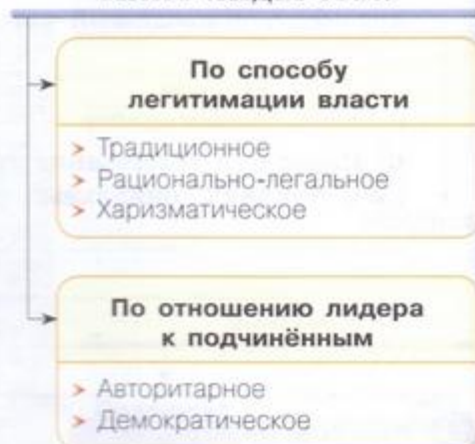 По способу
легитимации власти
➤ Традиционное
➤ Рационально-легальное
➤ Харизматическое
По отношению лидера
к подчинённым
➤ Авторитарное
➤ Демократическое